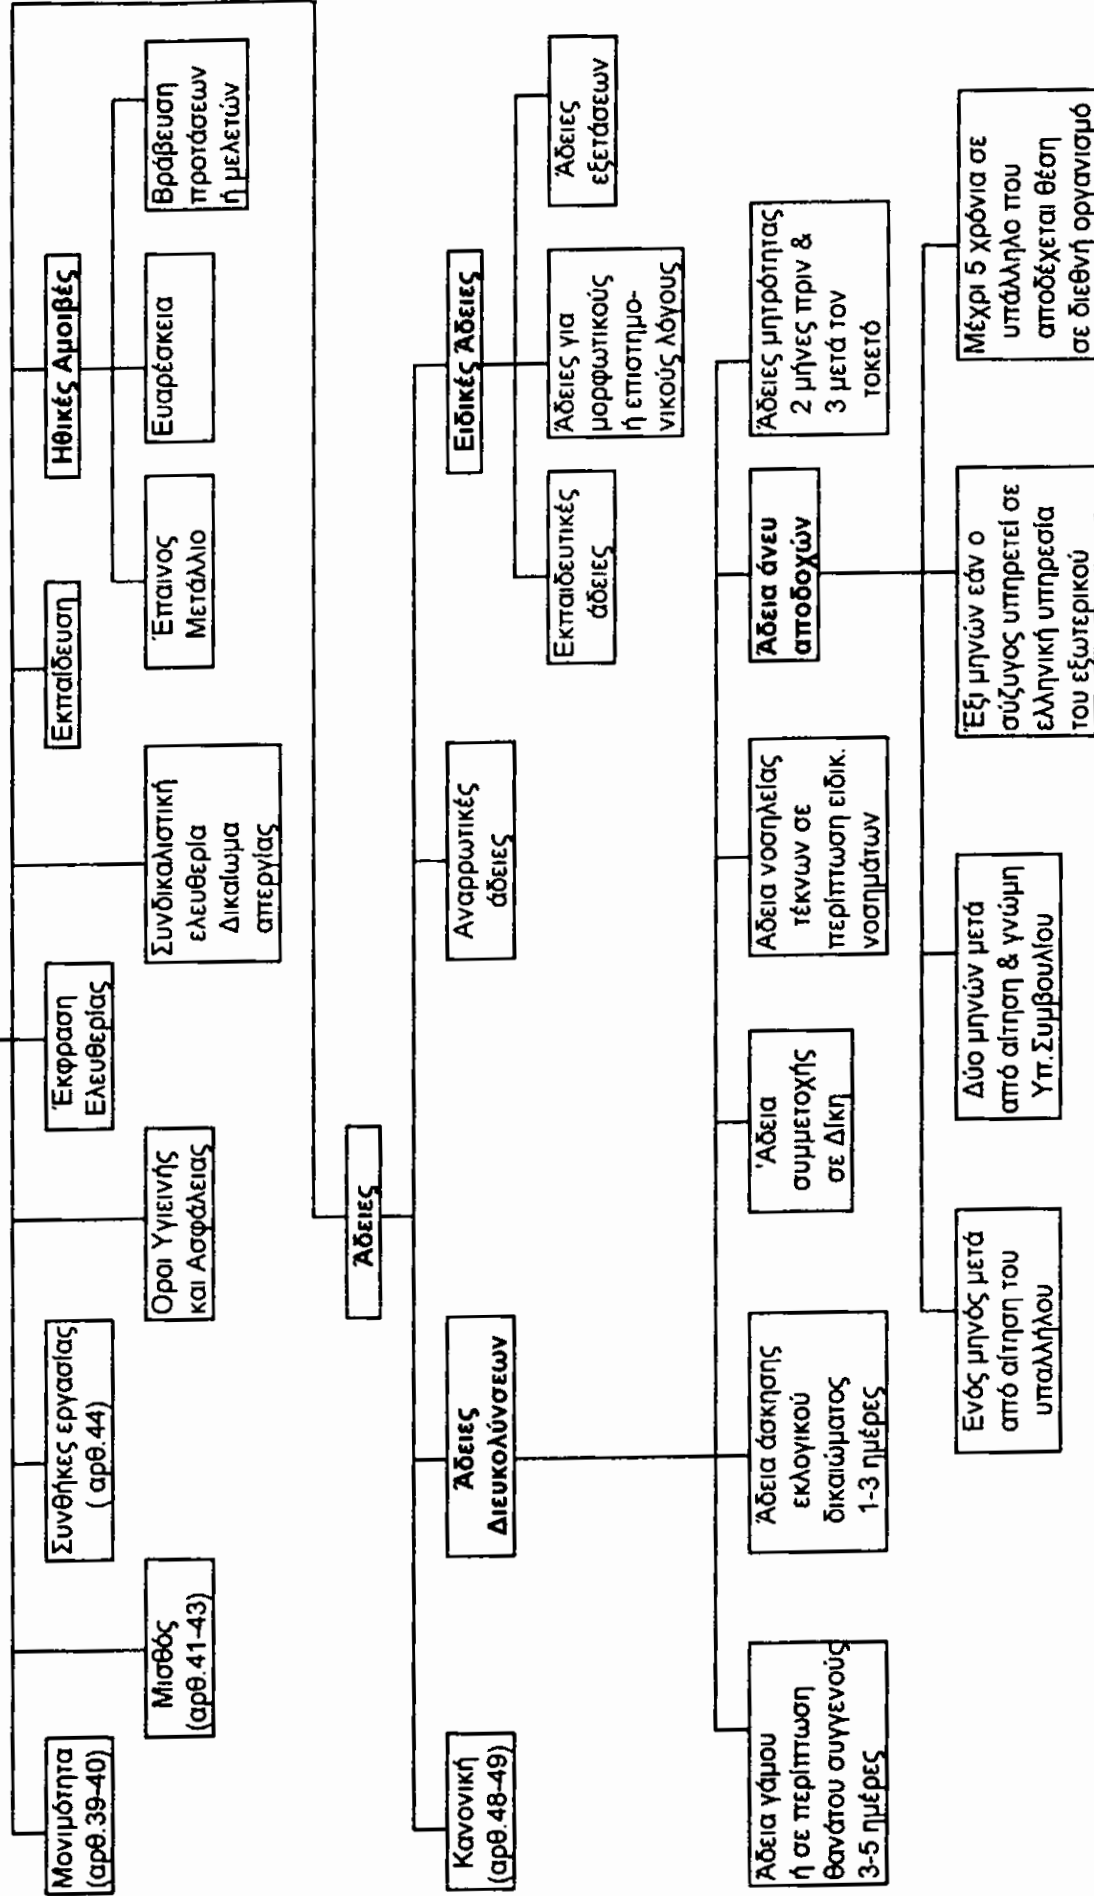 Μονιμότητα
(αρθ.39-40)
Μισθός
(αρθ.41-43)
Συνθήκες εργασίας
( αρθ.44)
Οροι Υγιεινής
και Ασφάλειας
Έκφραση
Ελευθερίας
Συνδικαλιστική
ελευθερία
Δικαίωμα
απεργίας
Εκπαίδευση
Ηθικές Αμοιβές
Έπαινος
Μετάλλιο
Ευαρέσκεια
Βράβευση
προτάσεων
ή μελετών
Άδειες
Κανονική
(αρθ.48-49)
Άδειες
Διευκολύνσεων
Αναρρωτικές
άδειες
Ειδικές Άδειες
Εκπαιδευτικές
άδειες
Άδειες για
μορφωτικούς
ή επιστημο-
νικούς λόγους
Άδειες
εξετάσεων
Άδεια γάμου
ή σε περίπτωση
θανάτου συγγενούς
3-5 ημέρες
Άδεια άσκησης
εκλογικού
δικαιώματος
1-3 ημέρες
Άδεια
συμμετοχής
σε Δίκη
Αδεια νοσηλείας
τέκνων σε
περίπτωση ειδικ.
νοσημάτων
Άδεια άνευ
αποδοχών
Άδειες μητρότητας
2 μήνες πριν &
3 μετά τον
τοκετό
Ενός μηνός μετά
από αίτηση του
υπαλλήλου
Δύο μηνών μετά
από αίτηση & γνώμη
Υπ.Συμβουλίου
Έξι μηνών εάν ο
σύζυγος υπηρετεί σε
ελληνική υπηρεσία
του εξωτερικού
Μέχρι 5 χρόνια σε
υπάλληλο που
αποδέχεται θέση
σε διεθνή οργανισμό